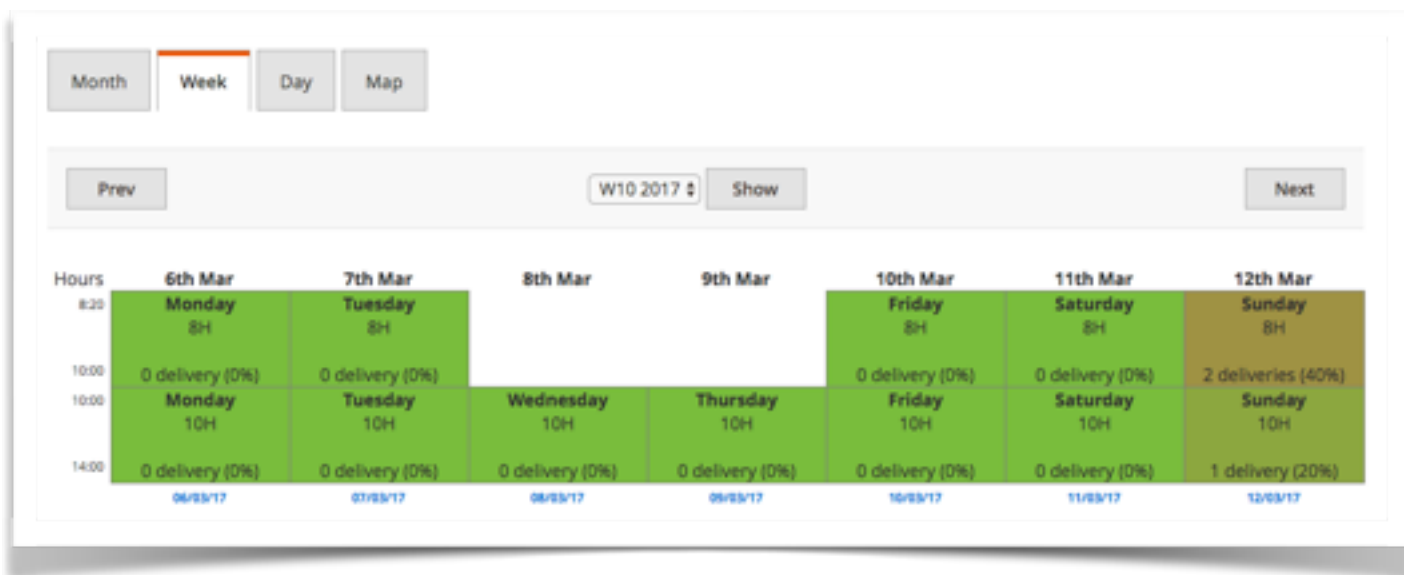 Month Week Day Map
Prev W10 2017 Show Next
Hours 6th Mar 7th Mar 8th Mar 9th Mar 10th Mar 11th Mar 12th Mar
8:20 Monday Tuesday Friday Saturday Sunday
8H 8H 8H 8H 8H
10:00 0 delivery (0%) 0 delivery (0%) 0 delivery (0%) 0 delivery (0%) 2 deliveries (40%)
10:00 Monday Tuesday Wednesday Thursday Friday Saturday Sunday
10H 10H 10H 10H 10H 10H 10H
14:00 0 delivery (0%) 0 delivery (0%) 0 delivery (0%) 0 delivery (0%) 0 delivery (0%) 0 delivery (0%) 1 delivery (20%)
06/03/17 07/03/17 08/03/17 09/03/17 10/03/17 11/03/17 12/03/17